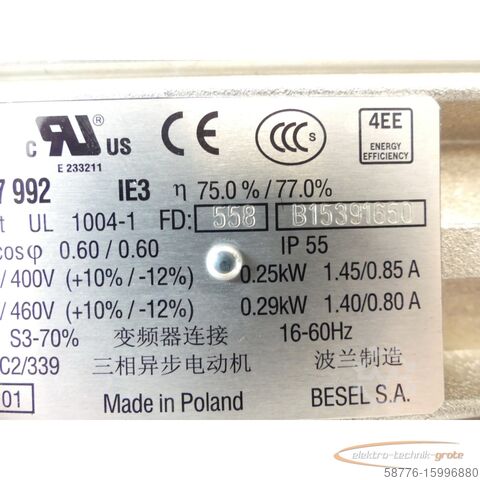 c RU US CE CCC S 4EE
ENERGY
EFFICIENCY
E 233211
7 992 IE3 η 75.0 % / 77.0%
t UL 1004-1 FD: 558 B15391650
cosφ 0.60 / 0.60 IP 55
/ 400V (+10% / -12%) 0.25kW 1.45/0.85 A
/ 460V (+10% / -12%) 0.29kW 1.40/0.80 A
S3-70% 变频器连接 16-60Hz
C2/339 三相异步电动机 波兰制造
01 Made in Poland BESEL S.A.
elektro-technik-grote
58776-15996880